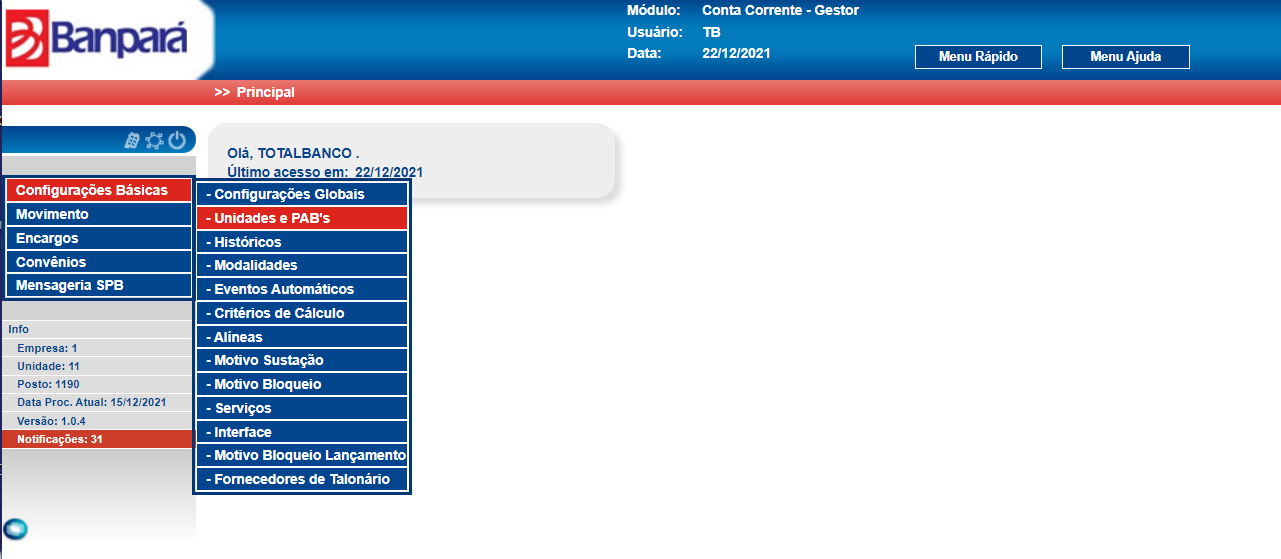 Banpará
Módulo: Conta Corrente - Gestor
Usuário: TB
Data: 22/12/2021
Menu Rápido
Menu Ajuda
>> Principal
Olá, TOTALBANCO .
Último acesso em: 22/12/2021
Configurações Básicas
Movimento
Encargos
Convênios
Mensageria SPB
- Configurações Globais
- Unidades e PAB's
- Históricos
- Modalidades
- Eventos Automáticos
- Critérios de Cálculo
- Alíneas
- Motivo Sustação
- Motivo Bloqueio
- Serviços
- Interface
- Motivo Bloqueio Lançamento
- Fornecedores de Talonário
Info
Empresa: 1
Unidade: 11
Posto: 1190
Data Proc. Atual: 15/12/2021
Versão: 1.0.4
Notificações: 31